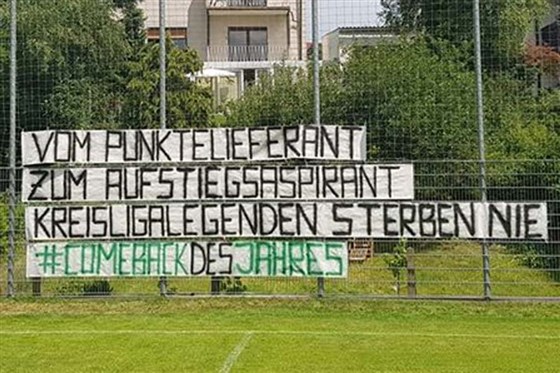 VOM PUNKTELIEFERANT
ZUM AUFSTIEGSASPIRANT
KREISLIGALEGENDEN STERBEN NIE
#COMEBACKDESJAHRES